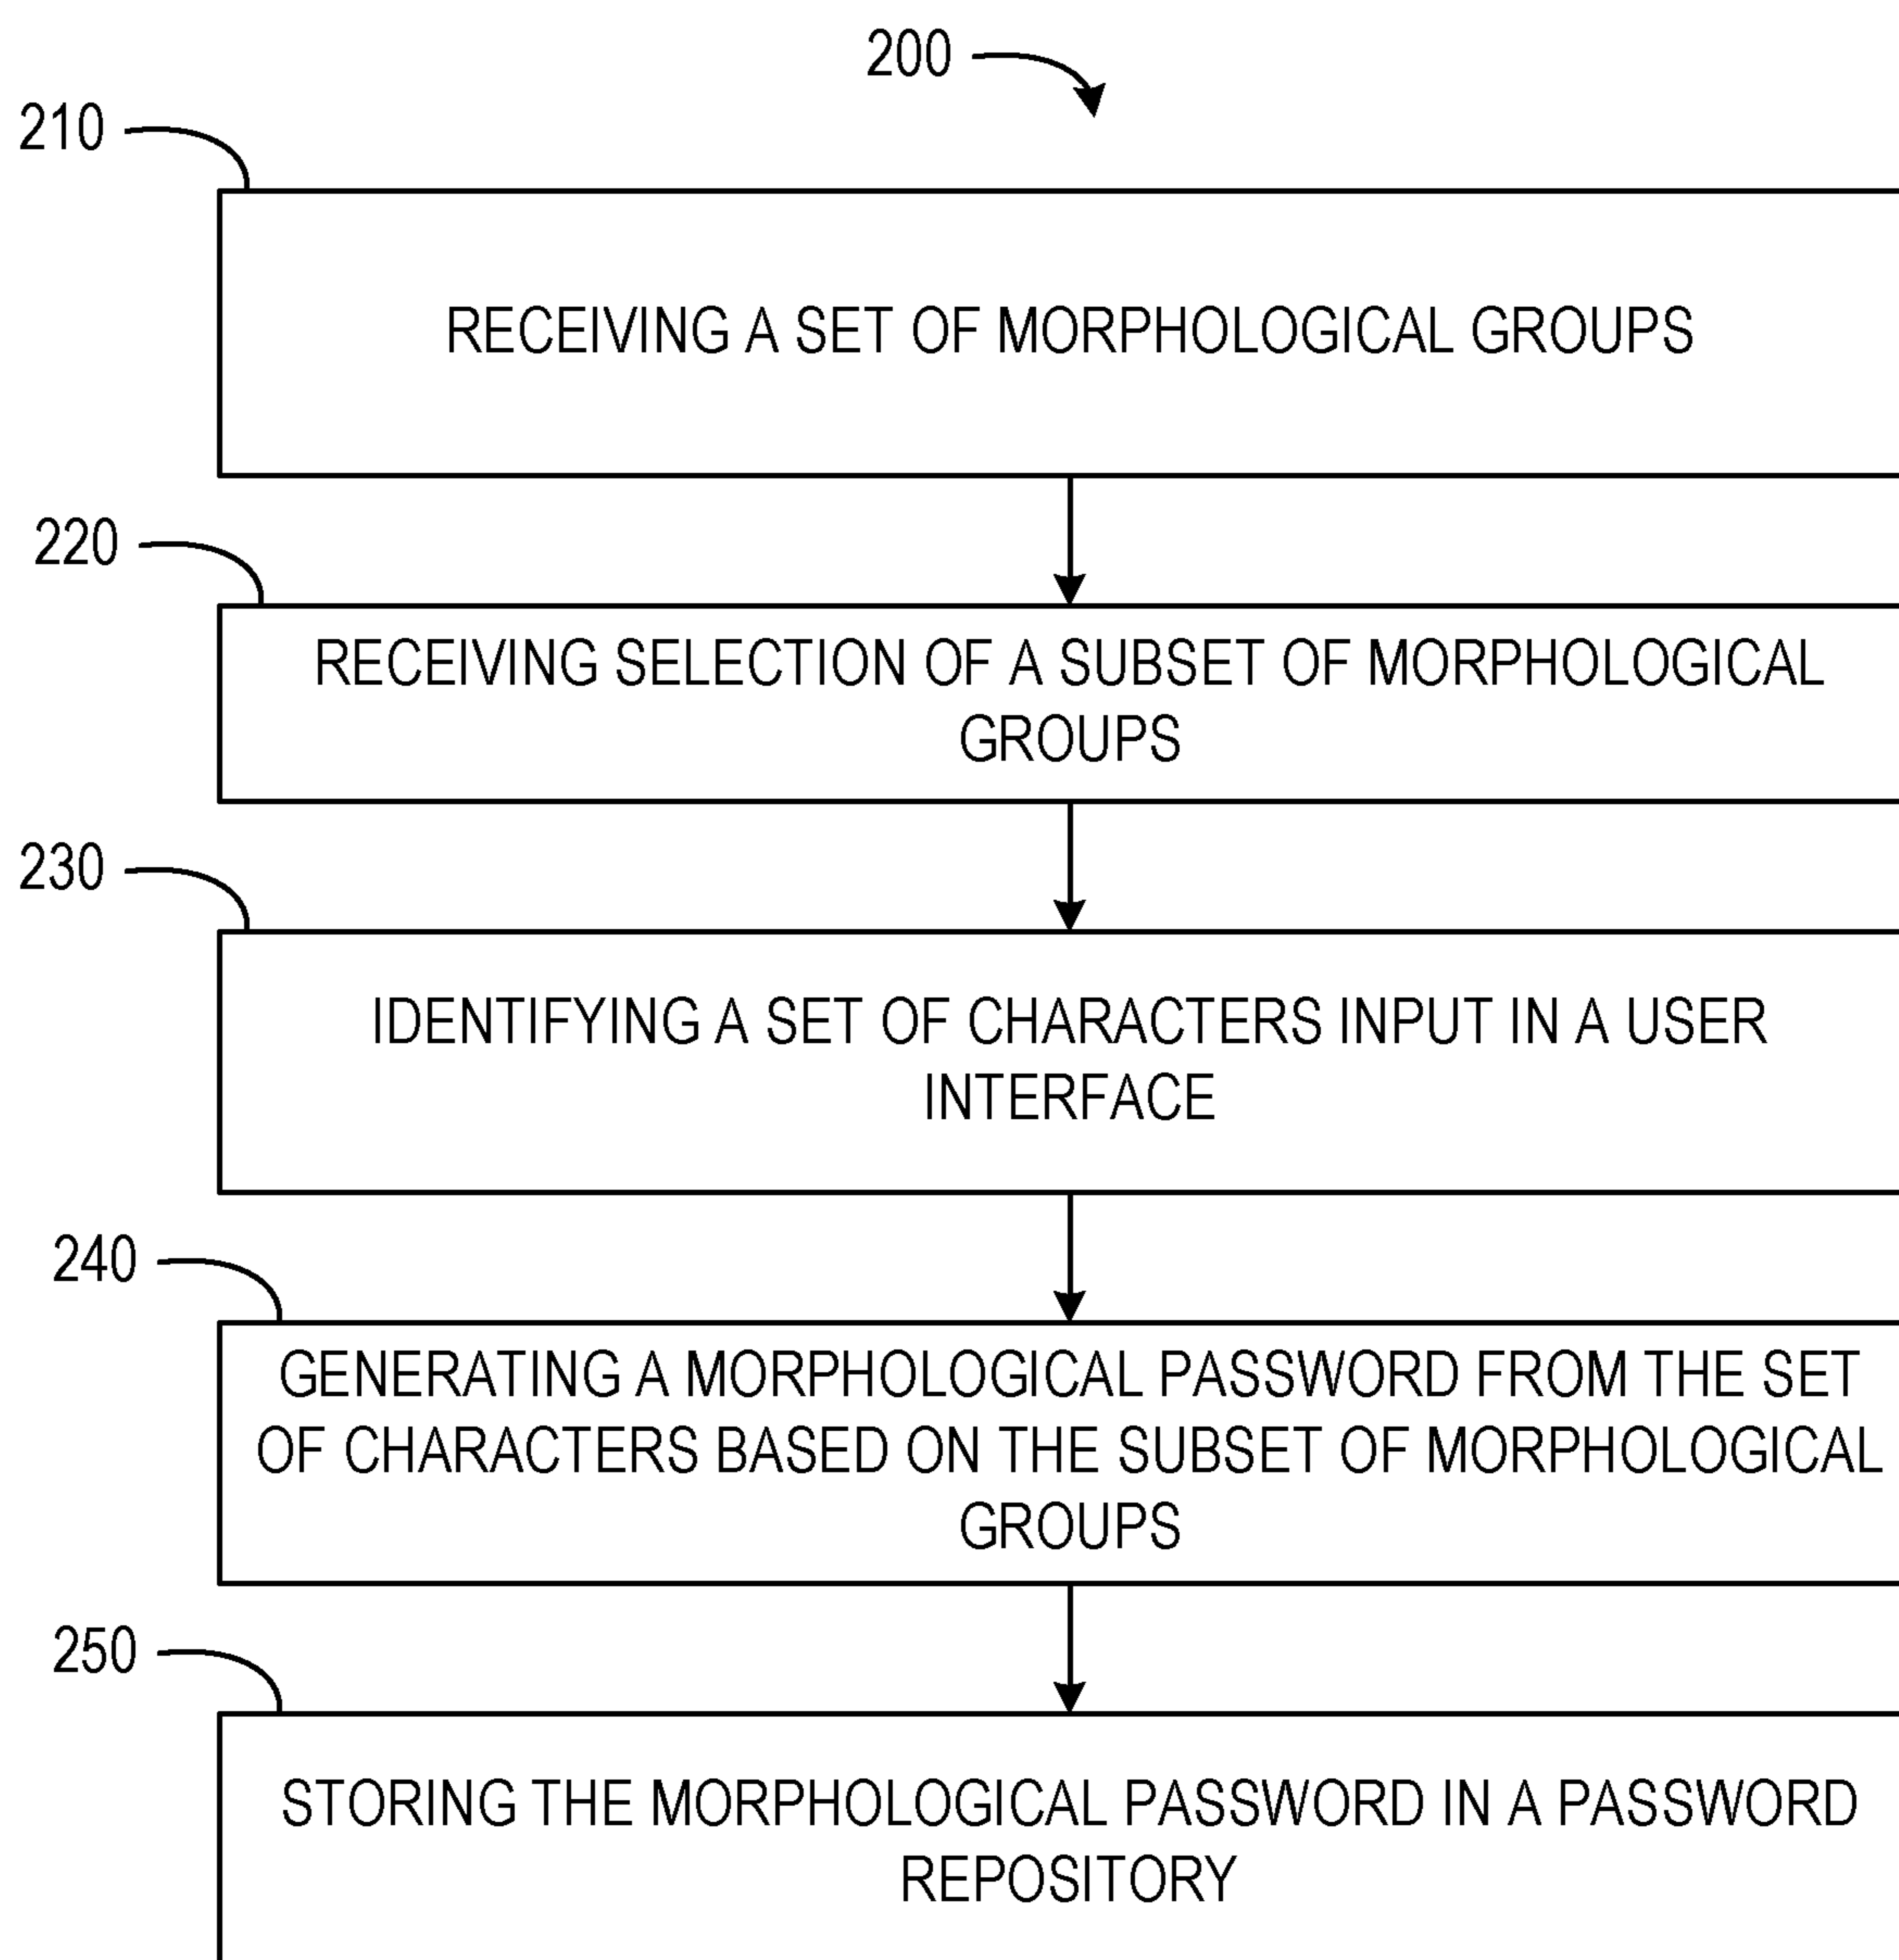 200
210
RECEIVING A SET OF MORPHOLOGICAL GROUPS
220
RECEIVING SELECTION OF A SUBSET OF MORPHOLOGICAL
GROUPS
230
IDENTIFYING A SET OF CHARACTERS INPUT IN A USER
INTERFACE
240
GENERATING A MORPHOLOGICAL PASSWORD FROM THE SET
OF CHARACTERS BASED ON THE SUBSET OF MORPHOLOGICAL
GROUPS
250
STORING THE MORPHOLOGICAL PASSWORD IN A PASSWORD
REPOSITORY